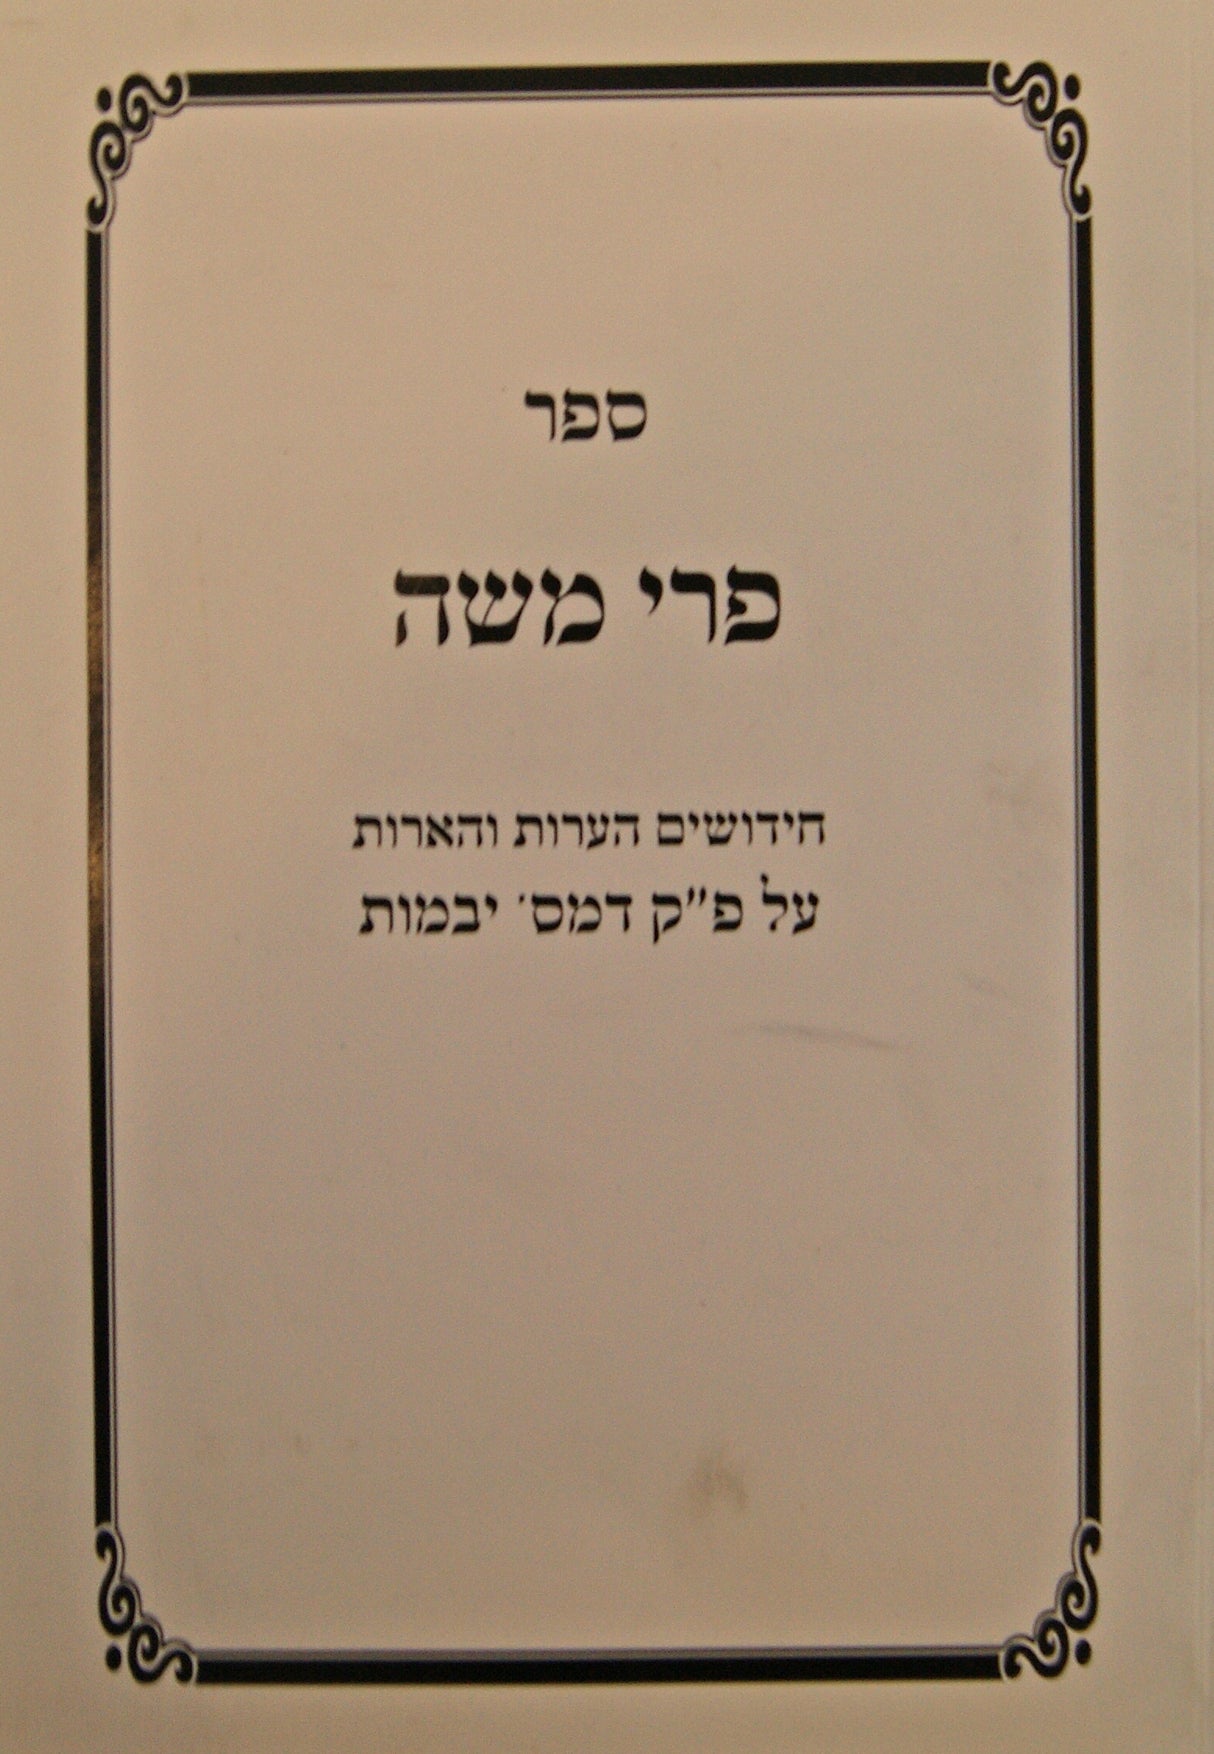 ספר
פרי משה
חידושים הערות והארות
על פ"ק דמס' יבמות